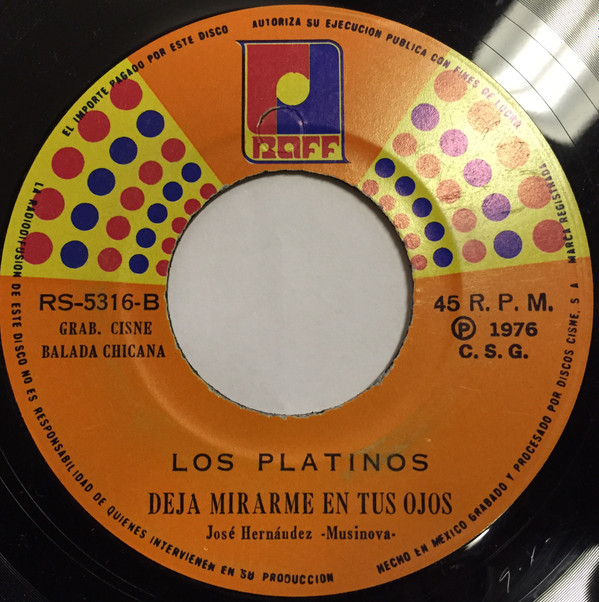 EL IMPORTE PAGADO POR ESTE DISCO AUTORIZA SU EJECUCION PUBLICA CON FINES DE LUCRO
MARCA REGISTRADA
RAFF
RS-5316-B
GRAB. CISNE
BALADA CHICANA
45 R. P. M.
Ⓟ 1976
C. S. G.
LOS PLATINOS
DEJA MIRARME EN TUS OJOS
José Hernández -Musinova-
LA RADIODIFUSION DE ESTE DISCO NO ES RESPONSABILIDAD DE QUIENES INTERVIENEN EN SU PRODUCCION
HECHO EN MEXICO GRABADO Y PROCESADO POR DISCOS CISNE, S A